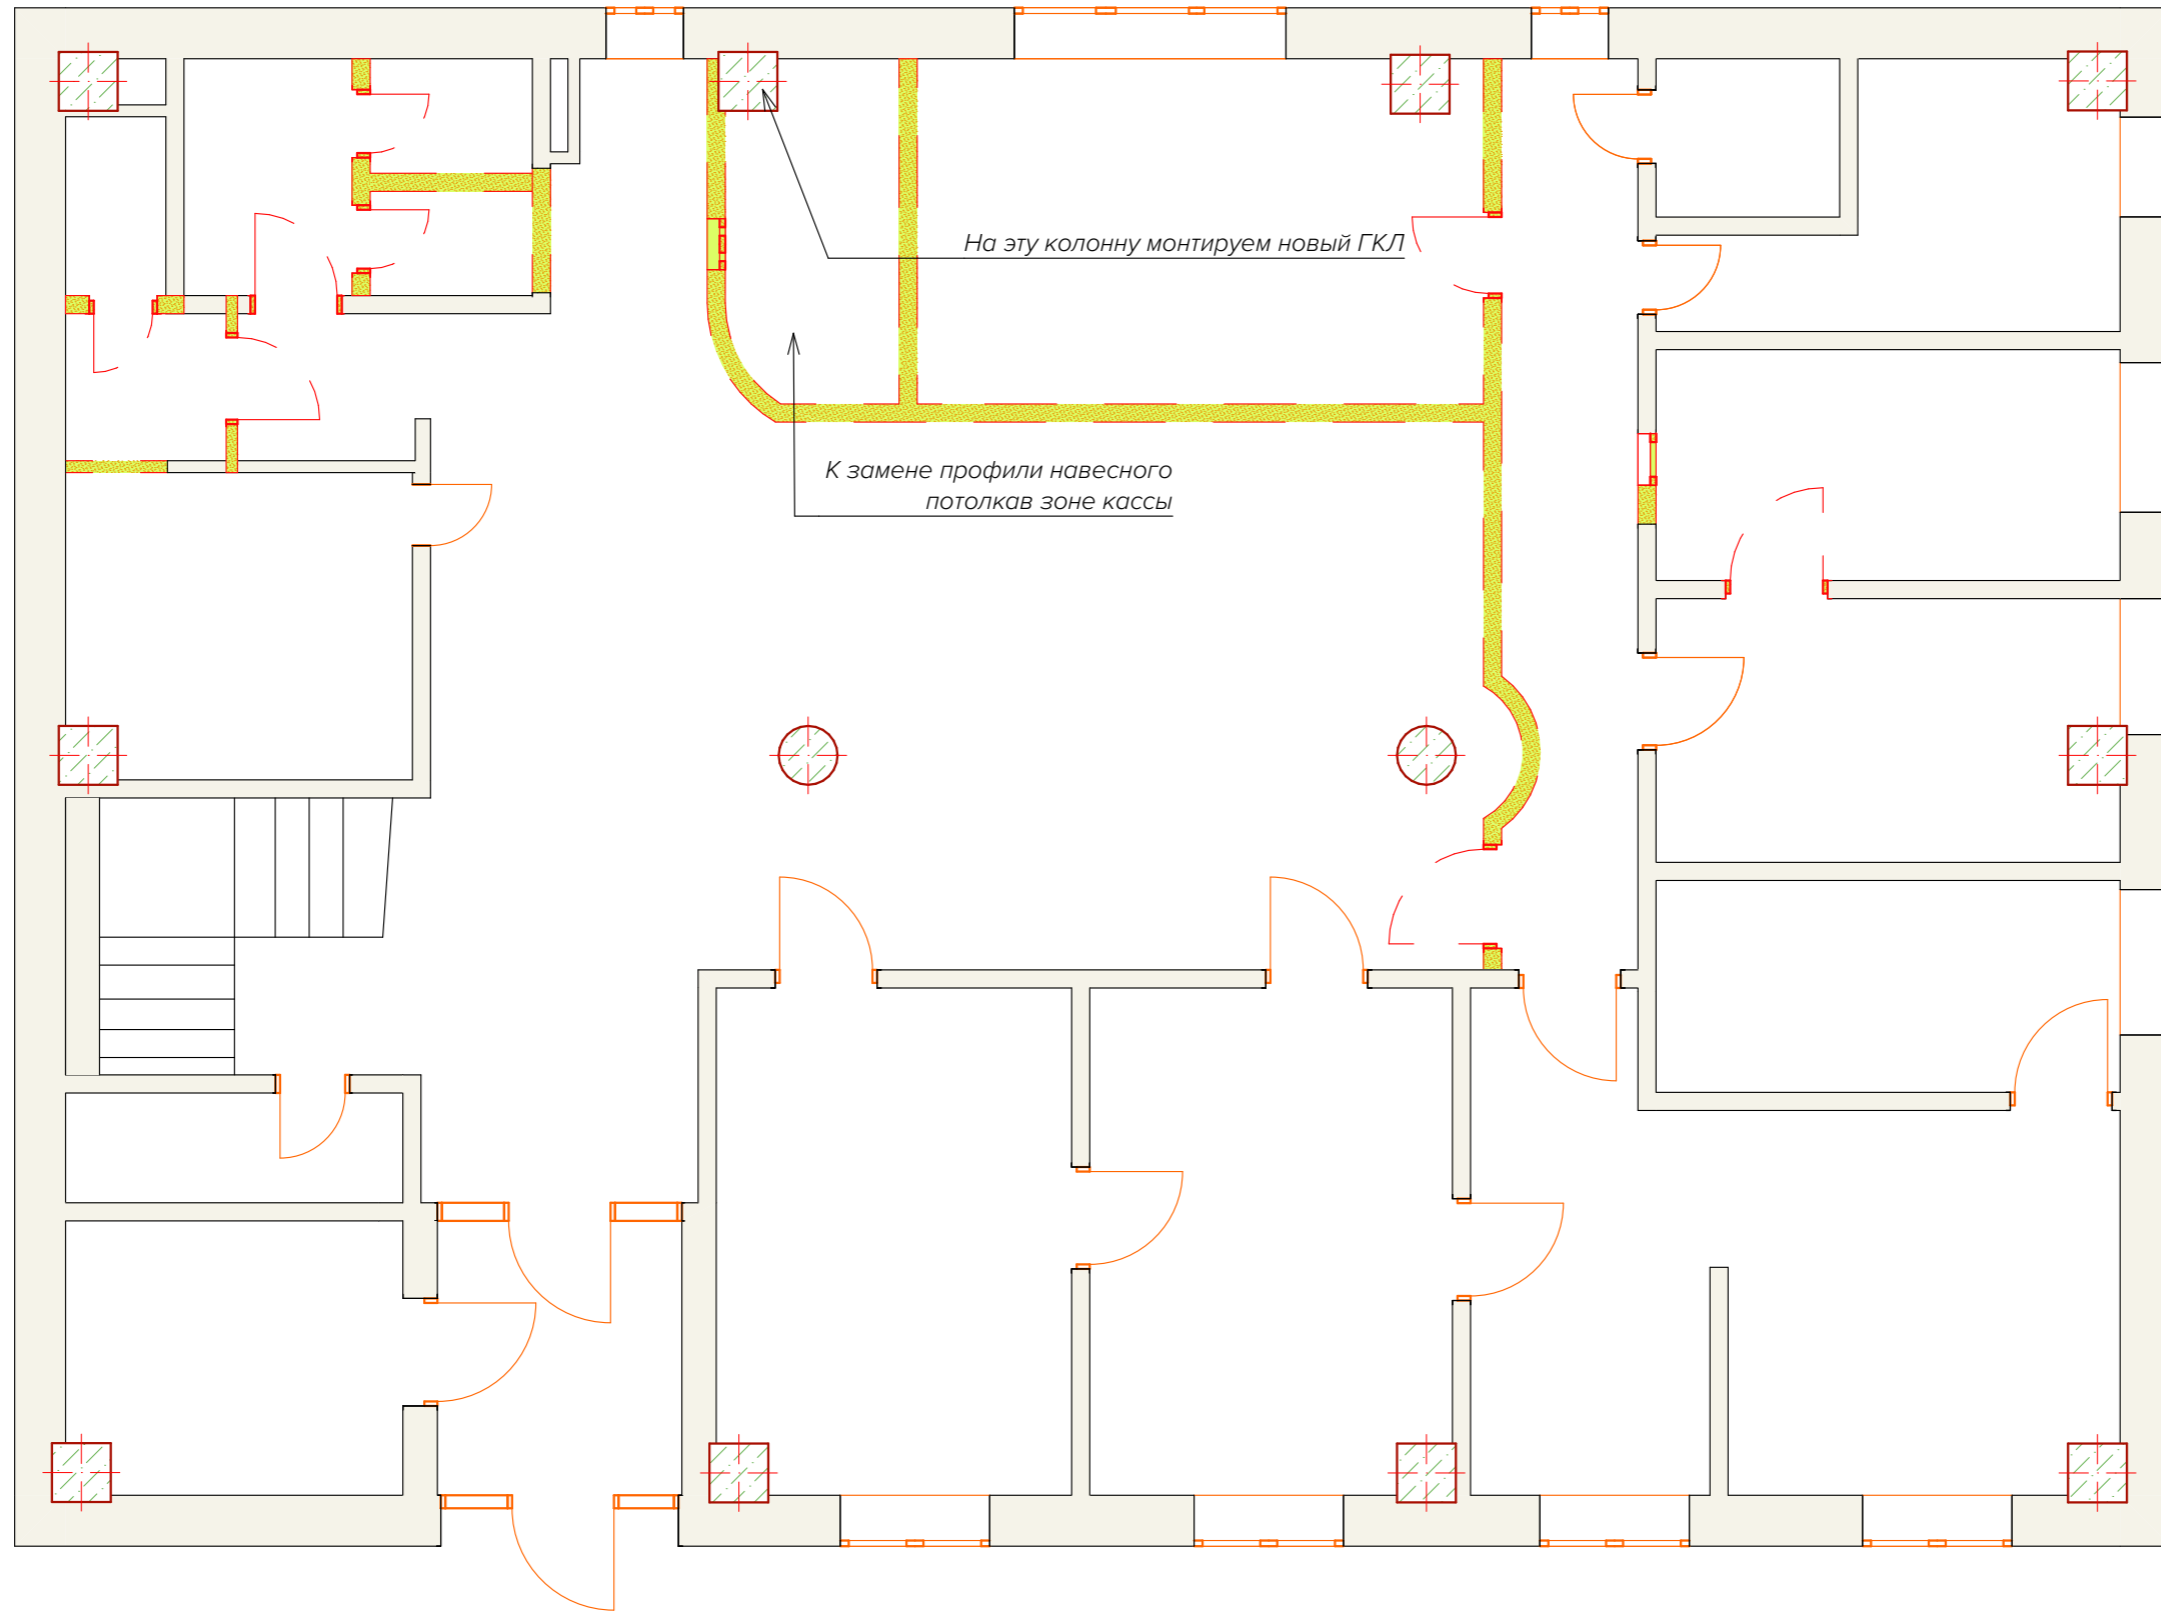 На эту колонну монтируем новый ГКЛ
К замене профили навесного
потолкав зоне кассы